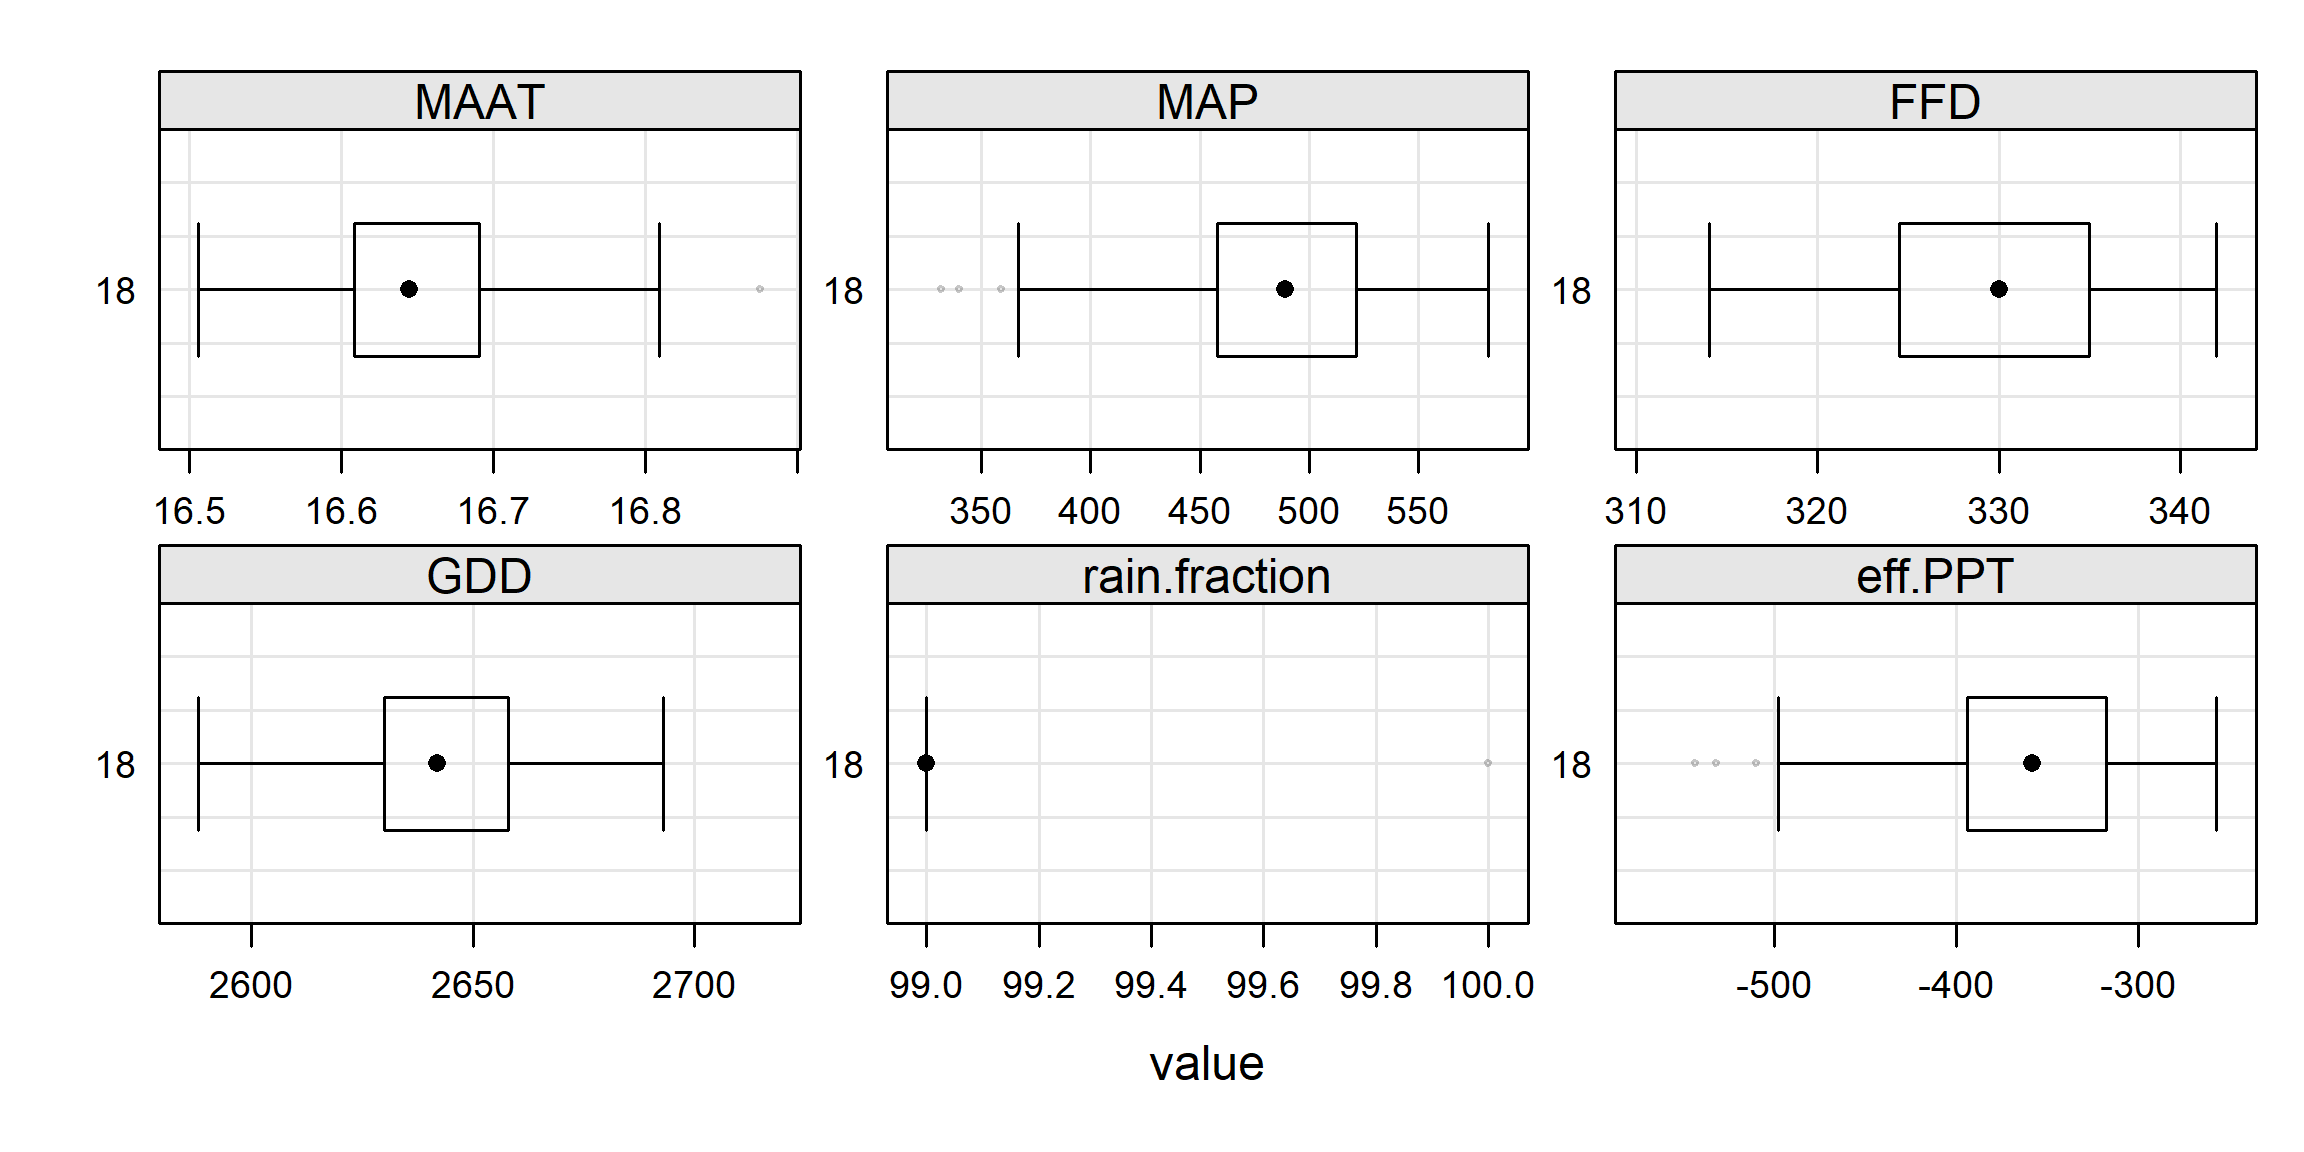 MAAT MAP FFD
18 18 18
16.5 16.6 16.7 16.8 350 400 450 500 550 310 320 330 340
GDD rain.fraction eff.PPT
18 18 18
2600 2650 2700 99.0 99.2 99.4 99.6 99.8 100.0 -500 -400 -300
value